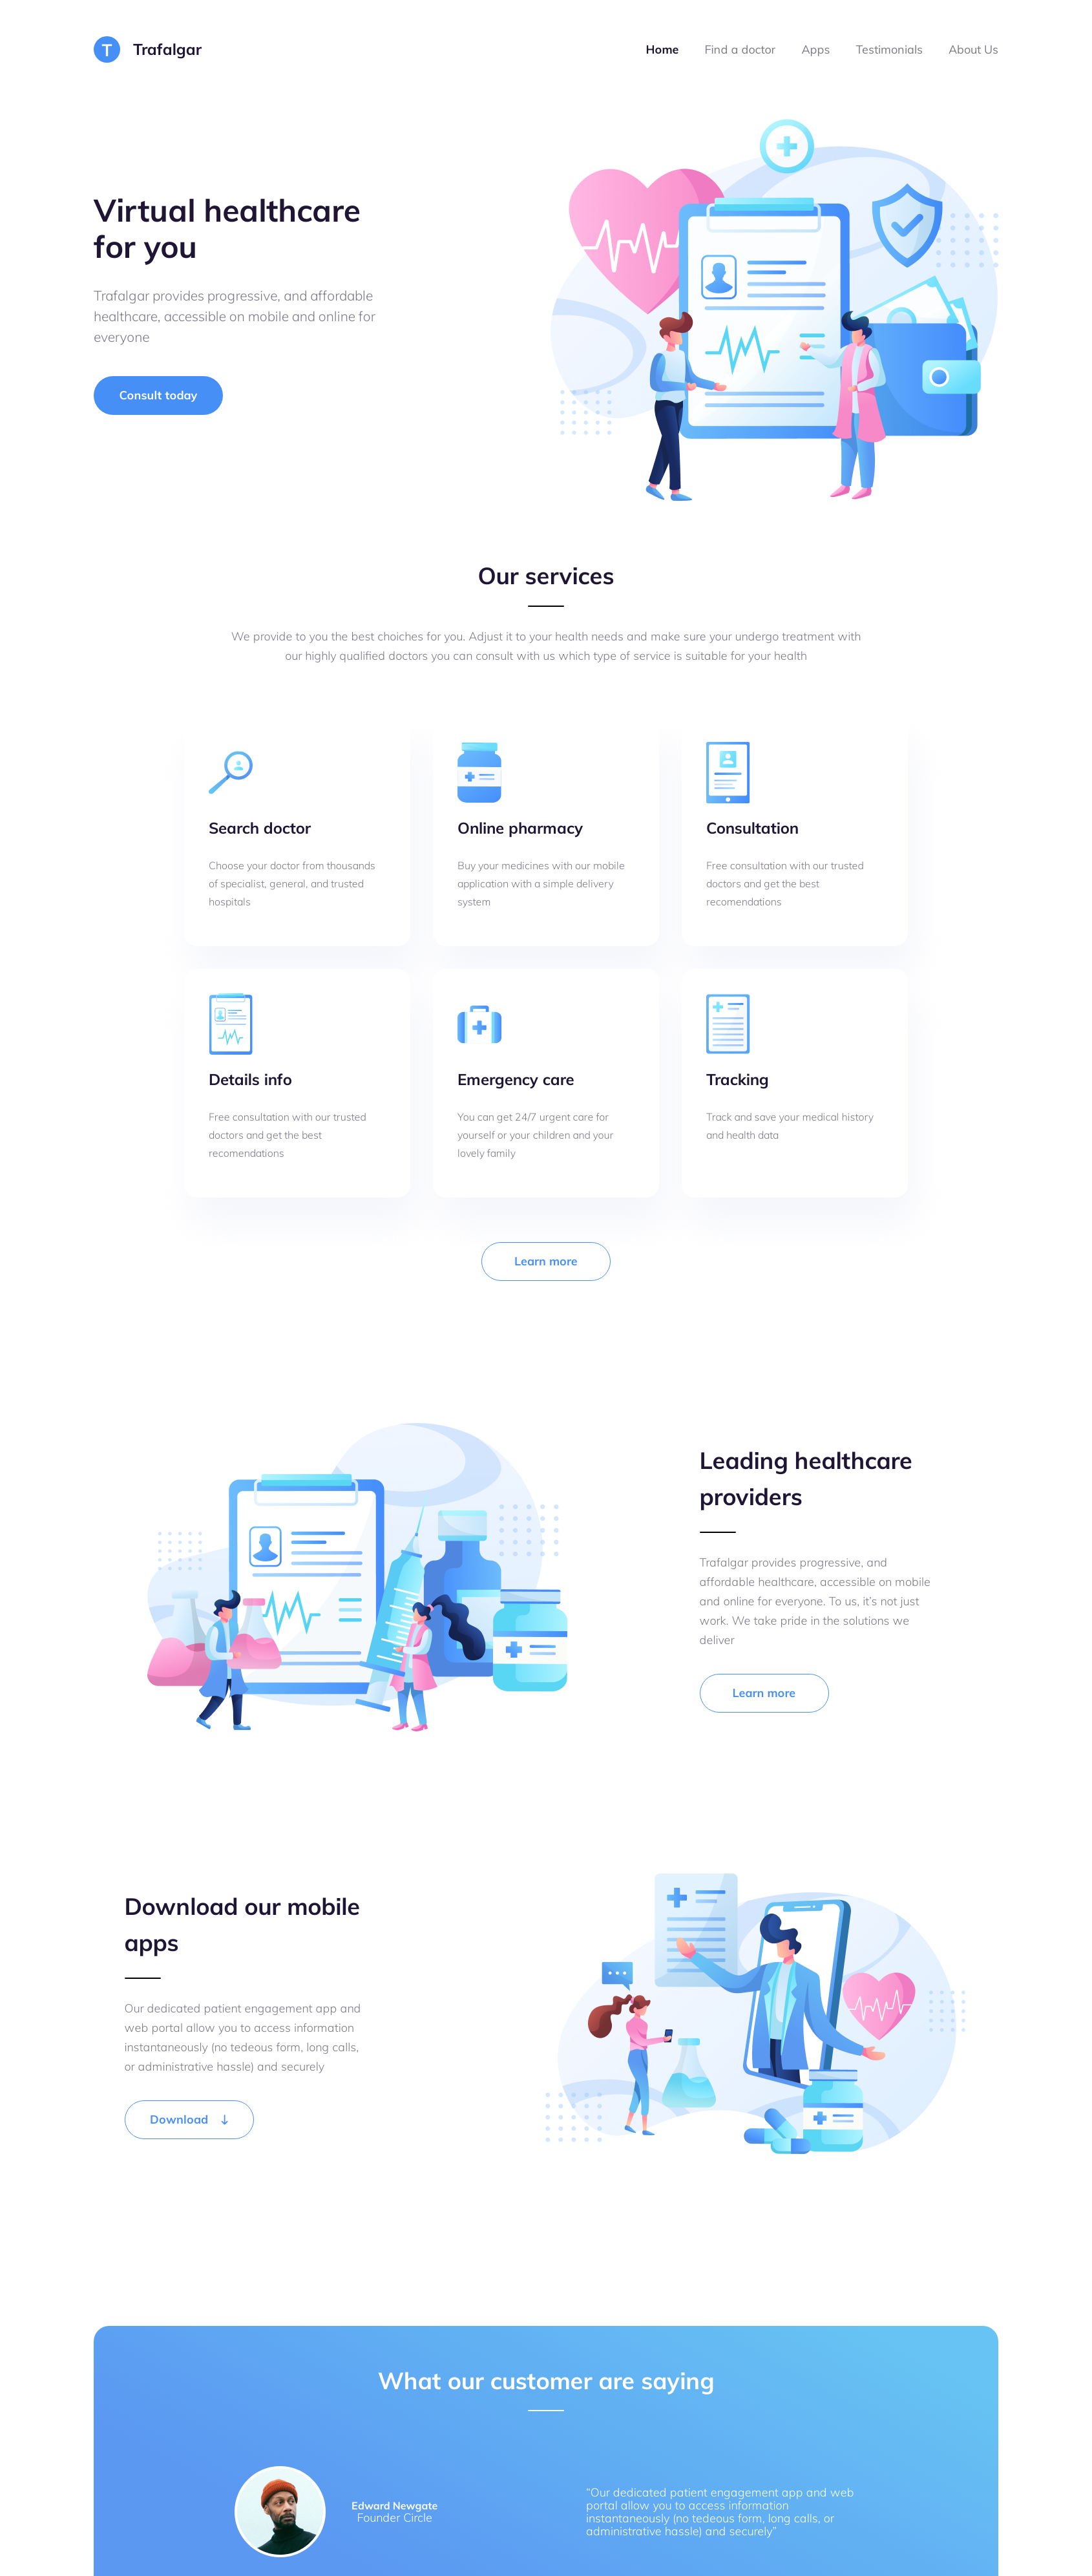 T Trafalgar
Home Find a doctor Apps Testimonials About Us
Virtual healthcare
for you
Trafalgar provides progressive, and affordable
healthcare, accessible on mobile and online for
everyone
Consult today
Our services
We provide to you the best choiches for you. Adjust it to your health needs and make sure your undergo treatment with
our highly qualified doctors you can consult with us which type of service is suitable for your health
Search doctor
Choose your doctor from thousands
of specialist, general, and trusted
hospitals
Online pharmacy
Buy your medicines with our mobile
application with a simple delivery
system
Consultation
Free consultation with our trusted
doctors and get the best
recomendations
Details info
Free consultation with our trusted
doctors and get the best
recomendations
Emergency care
You can get 24/7 urgent care for
yourself or your children and your
lovely family
Tracking
Track and save your medical history
and health data
Learn more
Leading healthcare
providers
Trafalgar provides progressive, and
affordable healthcare, accessible on mobile
and online for everyone. To us, it’s not just
work. We take pride in the solutions we
deliver
Learn more
Download our mobile
apps
Our dedicated patient engagement app and
web portal allow you to access information
instantaneously (no tedeous form, long calls,
or administrative hassle) and securely
Download ↓
What our customer are saying
Edward Newgate
Founder Circle
“Our dedicated patient engagement app and web
portal allow you to access information
instantaneously (no tedeous form, long calls, or
administrative hassle) and securely”